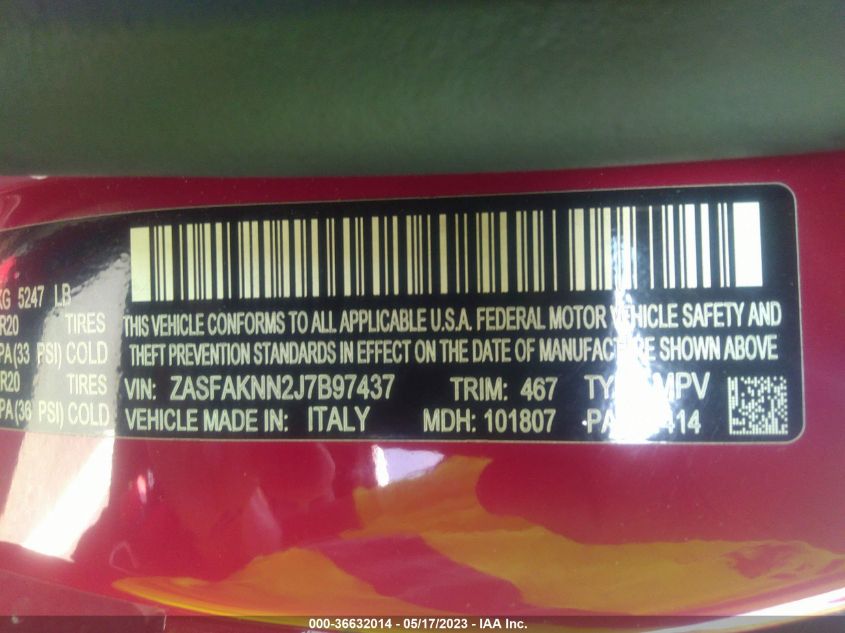 KG 5247 LB
R20 TIRES
PA(33 PSI) COLD
R20
PA(36 PSI) COLD
THIS VEHICLE CONFORMS TO ALL APPLICABLE U.S.A. FEDERAL MOTOR VEHICLE SAFETY AND
THEFT PREVENTION STANDARDS IN EFFECT ON THE DATE OF MANUFACTURE SHOWN ABOVE
VIN: ZASFAKNN2J7B97437 TRIM: 467 MPV
VEHICLE MADE IN: ITALY MDH: 101807 414
000-36632014 - 05/17/2023 - IAA Inc.